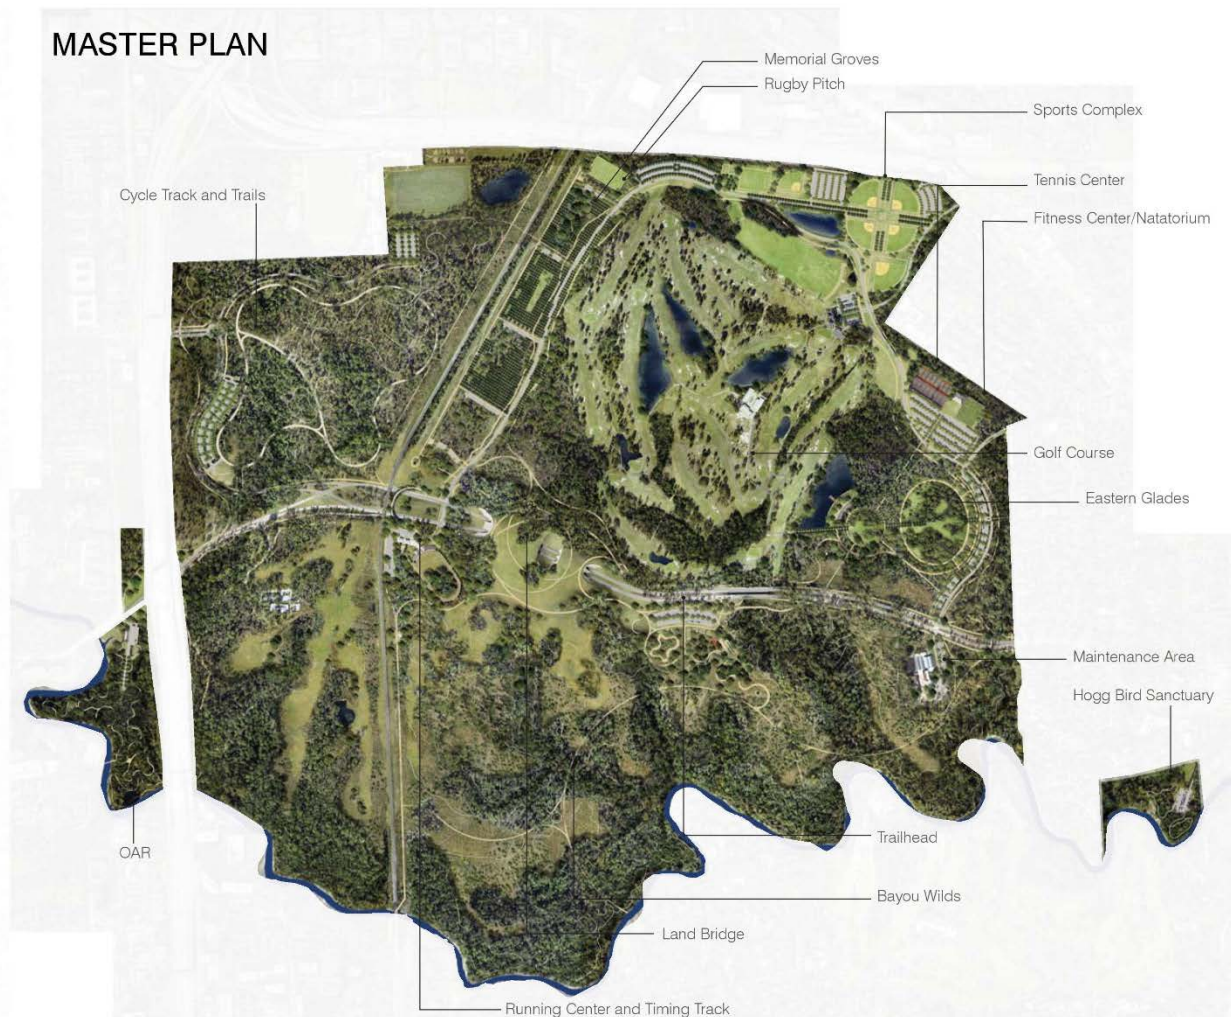 MASTER PLAN
Memorial Groves
Rugby Pitch
Sports Complex
Tennis Center
Cycle Track and Trails
Fitness Center/Natatorium
Golf Course
Eastern Glades
Maintenance Area
Hogg Bird Sanctuary
Trailhead
OAR
Bayou Wilds
Land Bridge
Running Center and Timing Track